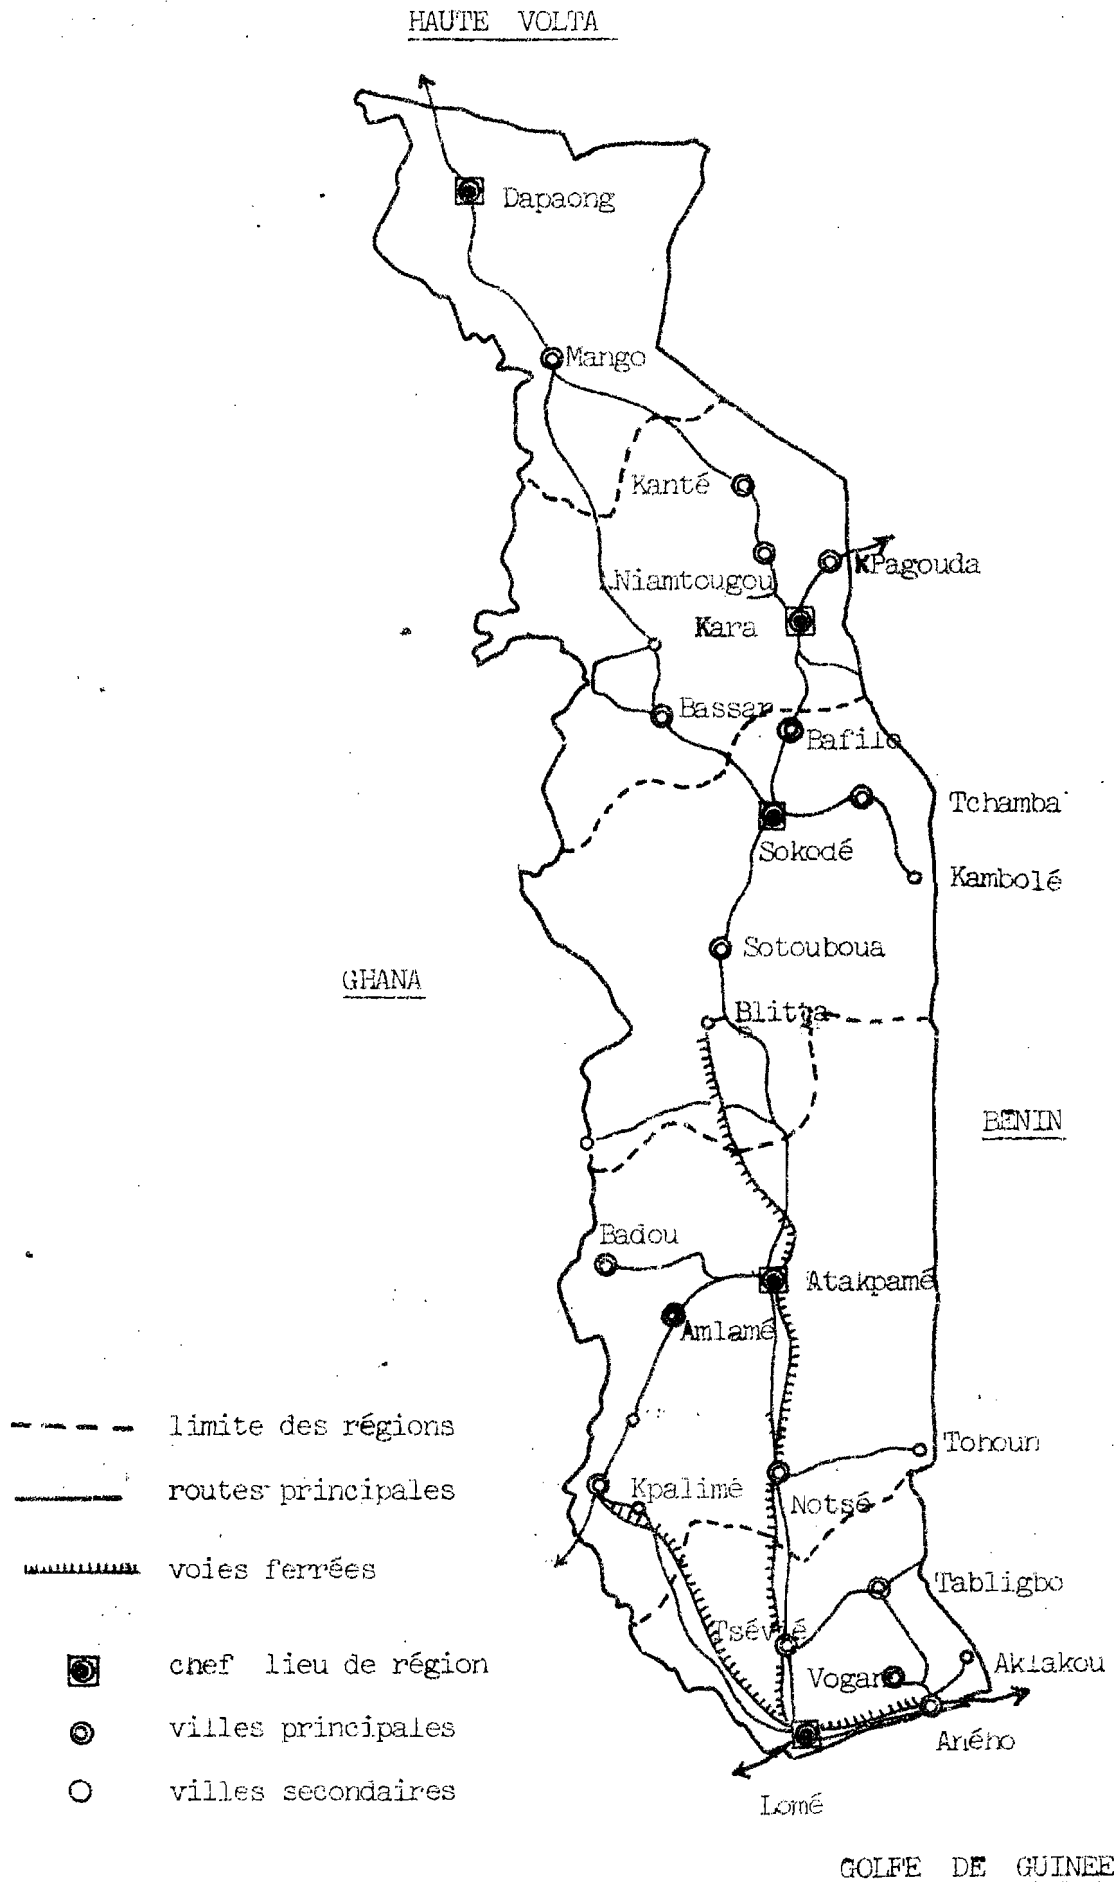 HAUTE VOLTA
Dapaong
Mango
Kanté
Niamtougou
KPagouda
Kara
Bassar
Bafilo
Tchamba
Sokodé
Kambolé
Sotouboua
GHANA
Blitta
BENIN
Badou
Atakpamé
Amlamé
limite des régions
Tohoun
routes principales
Kpalimé
Notsé
voies ferrées
Tabligbo
Tsévié
chef lieu de région
Vogan
Aklakou
villes principales
Aného
villes secondaires
Lomé
GOLFE DE GUINEE